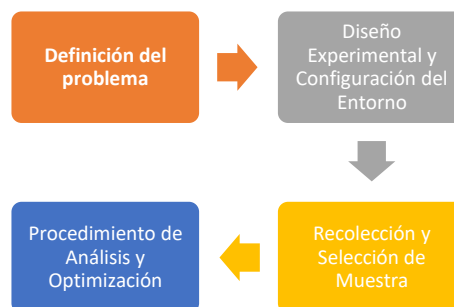 Definición del
problema
Diseño
Experimental y
Configuración del
Entorno
Recolección y
Selección de
Muestra
Procedimiento de
Análisis y
Optimización